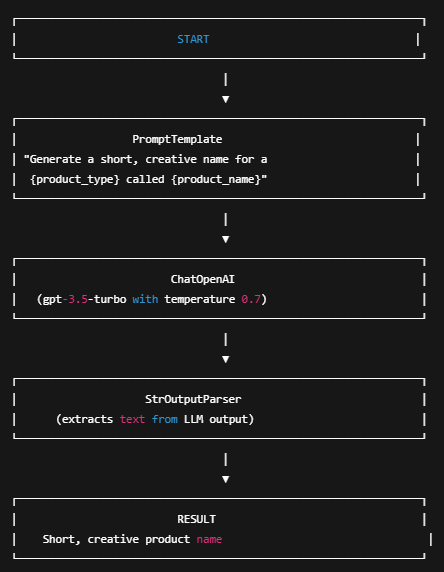 START
PromptTemplate
"Generate a short, creative name for a
{product_type} called {product_name}"
ChatOpenAI
(gpt-3.5-turbo with temperature 0.7)
StrOutputParser
(extracts text from LLM output)
RESULT
Short, creative product name